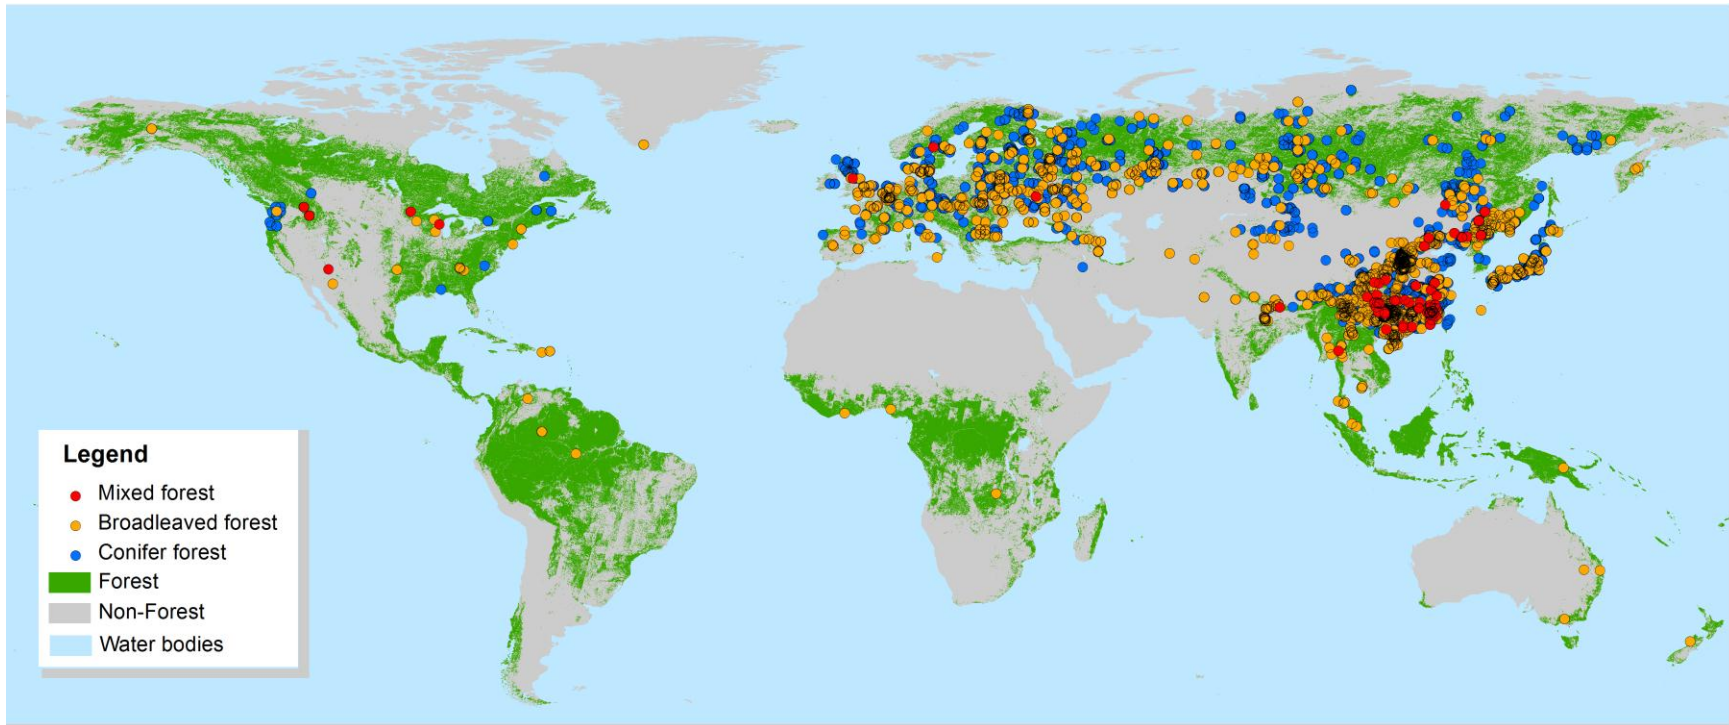 Legend
Mixed forest
Broadleaved forest
Conifer forest
Forest
Non-Forest
Water bodies